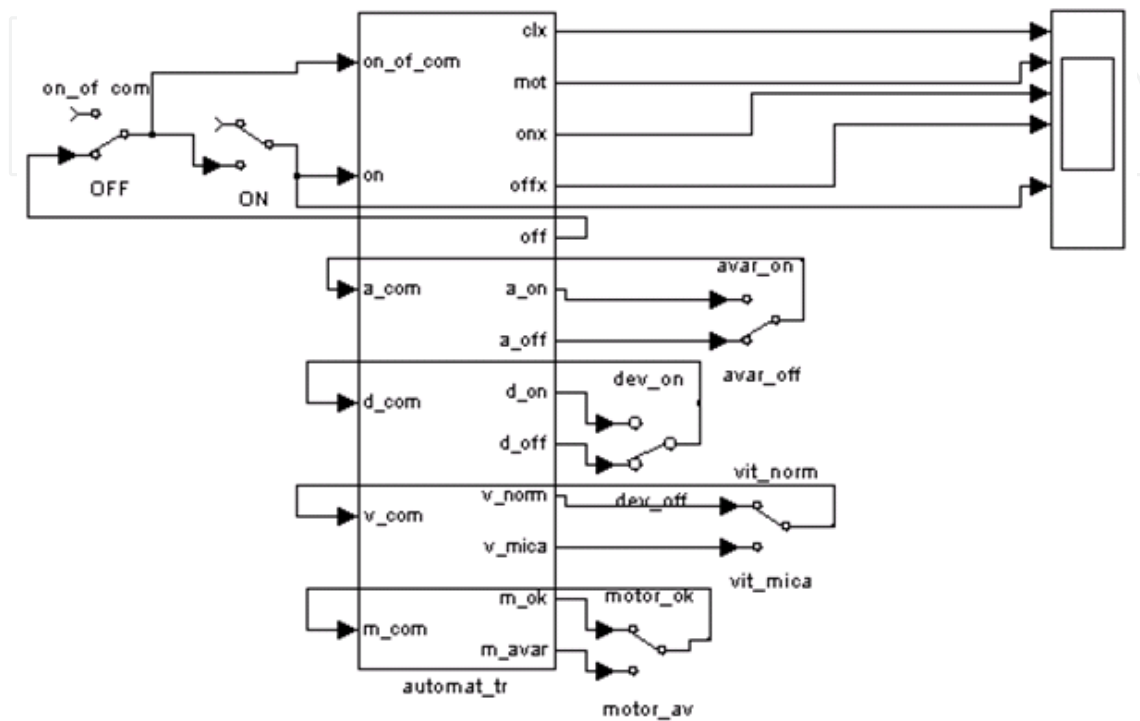 clx
on_of_com
mot
on_of com
onx
on
offx
OFF
ON
off
avar_on
a_com
a_on
a_off
avar_off
dev_on
d_com
d_on
d_off
vit_norm
v_norm
dev_off
v_com
v_mica
vit_mica
m_ok
motor_ok
m_com
m_avar
automat_tr
motor_av